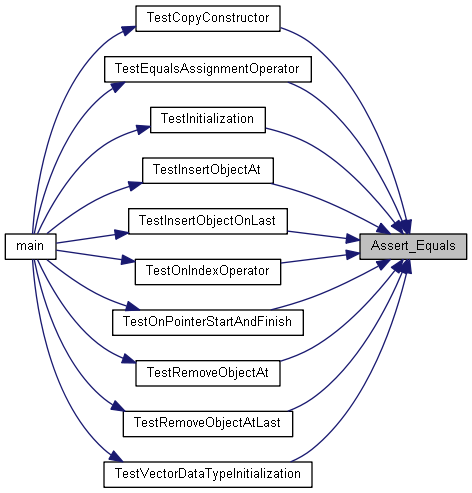 TestCopyConstructor
TestEqualsAssignmentOperator
TestInitialization
TestInsertObjectAt
TestInsertObjectOnLast
main
Assert_Equals
TestOnIndexOperator
TestOnPointerStartAndFinish
TestRemoveObjectAt
TestRemoveObjectAtLast
TestVectorDataTypeInitialization